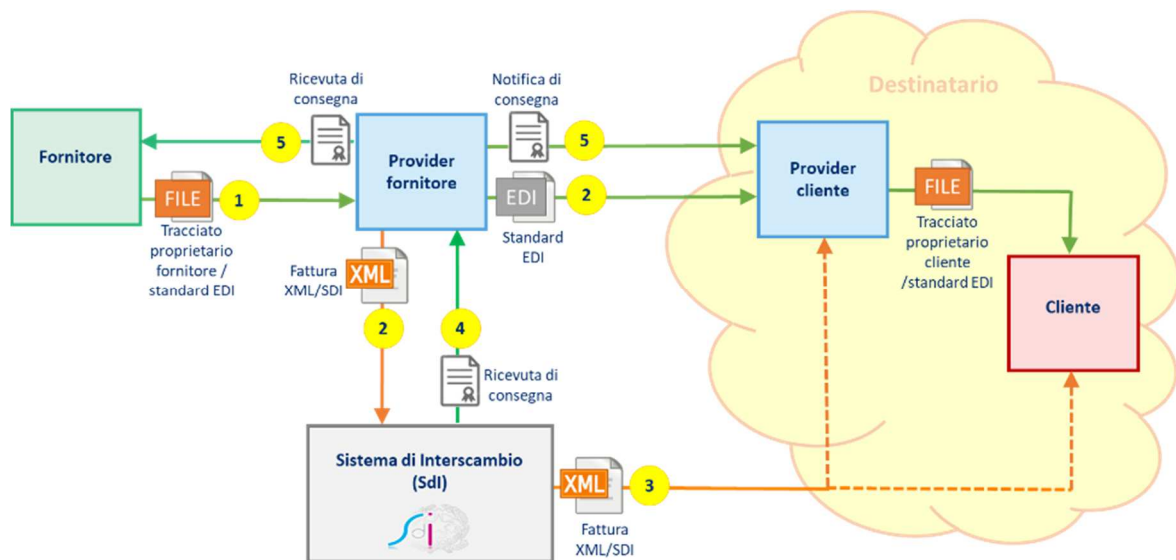 Destinatario
Ricevuta di
consegna
Notifica di
consegna
5
5
Fornitore
Provider
fornitore
Provider
cliente
FILE
1
EDI
2
FILE
Tracciato
proprietario
fornitore /
standard EDI
Standard
EDI
Tracciato
proprietario
cliente
/standard EDI
Fattura
XML/SDI
XML
2
4
Cliente
Ricevuta di
consegna
Sistema di Interscambio
(SdI)
SdI
XML
3
Fattura
XML/SDI